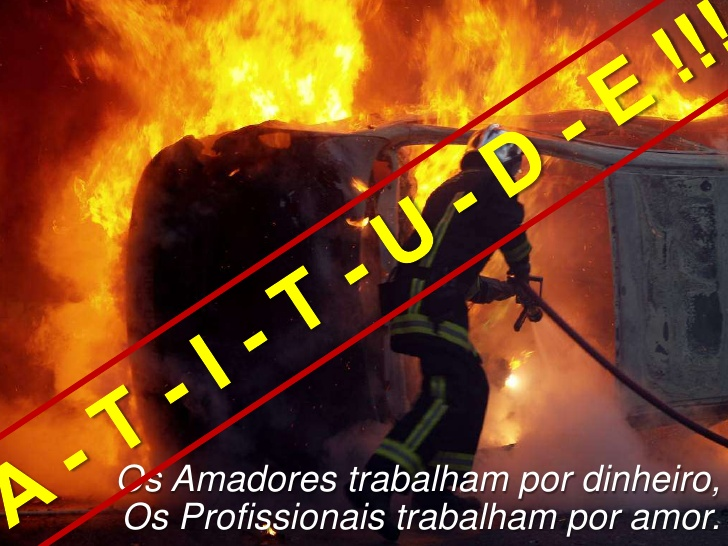 A - T - I - T - U - D - E !!!
Os Amadores trabalham por dinheiro,
Os Profissionais trabalham por amor.